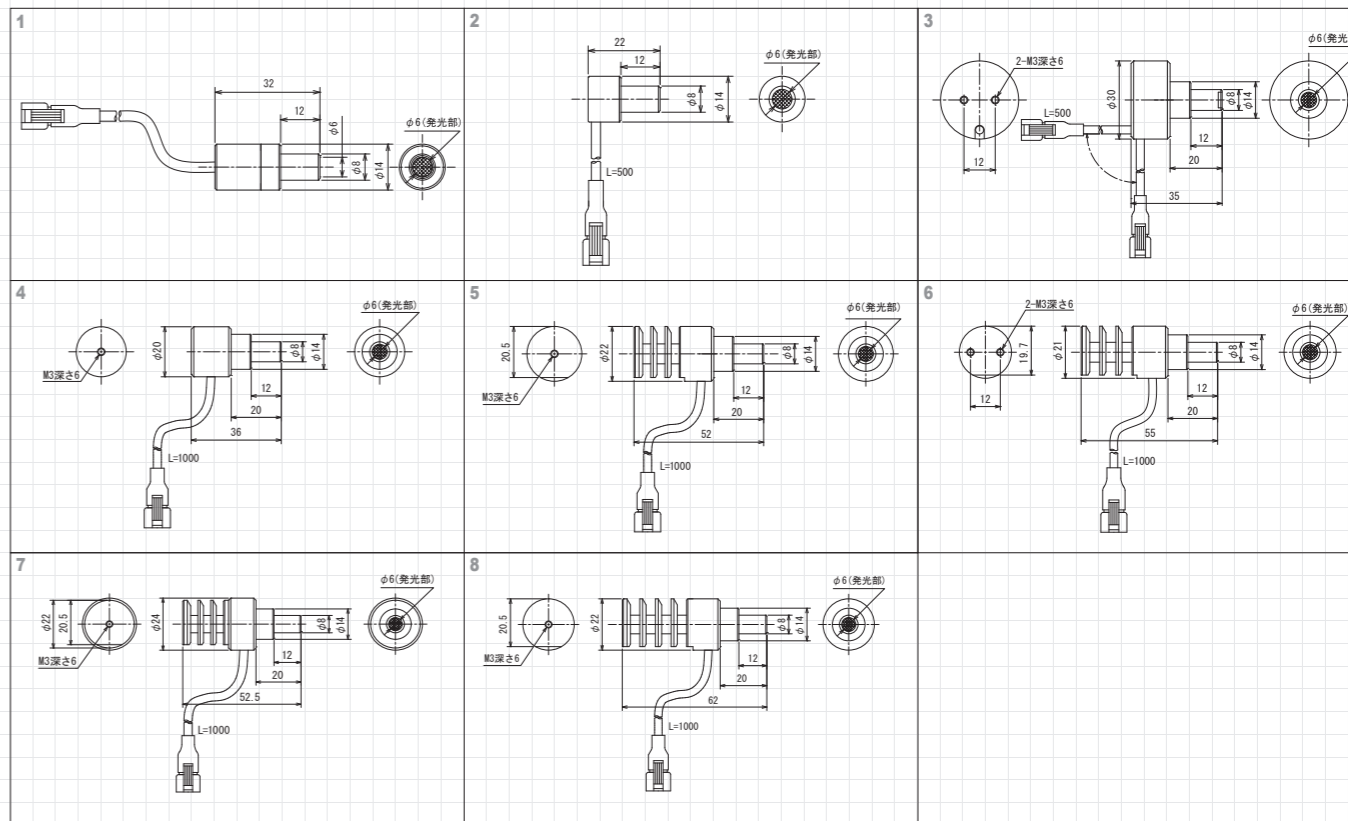 1
32
12
φ6
φ8
φ14
φ6(発光部)
2
22
12
φ8
φ14
φ6(発光部)
L=500
3
2-M3深さ6
12
L=500
φ30
φ8
φ14
12
20
35
φ6(発光
4
M3深さ6
φ20
φ8
φ14
12
20
36
L=1000
φ6(発光部)
5
20.5
M3深さ6
φ22
φ8
φ14
12
20
52
L=1000
φ6(発光部)
6
2-M3深さ6
19.7
12
φ21
φ8
φ14
12
20
55
L=1000
φ6(発光部)
7
φ22
20.5
M3深さ6
φ24
φ8
φ14
12
20
52.5
L=1000
φ6(発光部)
8
20.5
M3深さ6
φ22
φ8
φ14
12
20
62
L=1000
φ6(発光部)